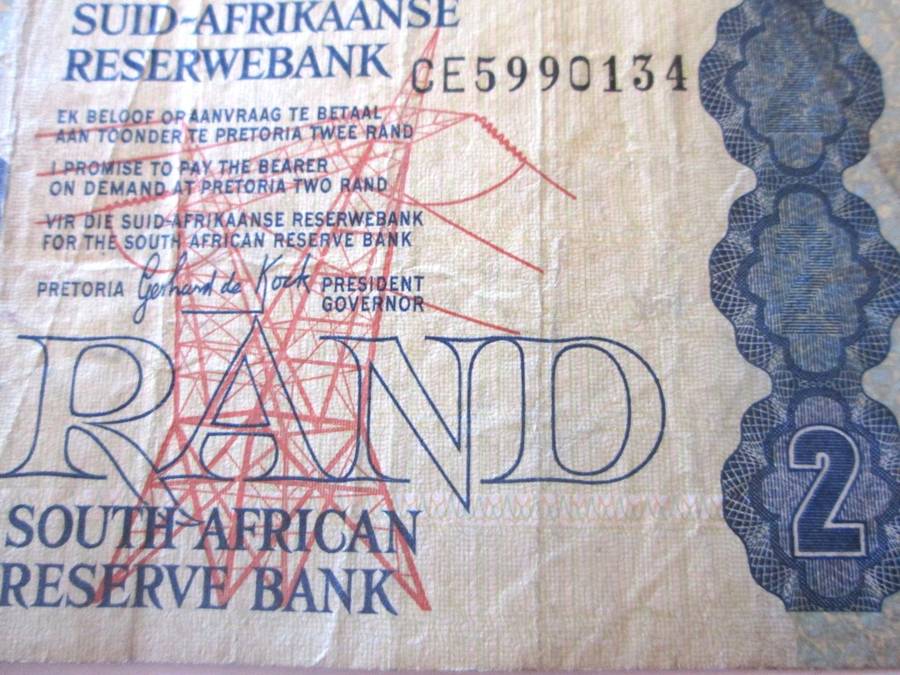 SUID-AFRIKAANSE
RESERWEBANK
CE5990134
EK BELOOF OP AANVRAAG TE BETAAL
AAN TOONDER TE PRETORIA TWEE RAND
I PROMISE TO PAY THE BEARER
ON DEMAND AT PRETORIA TWO RAND
VIR DIE SUID-AFRIKAANSE RESERWEBANK
FOR THE SOUTH AFRICAN RESERVE BANK
PRETORIA Gerhard de Kock PRESIDENT
GOVERNOR
RAND
2
SOUTH AFRICAN
RESERVE BANK